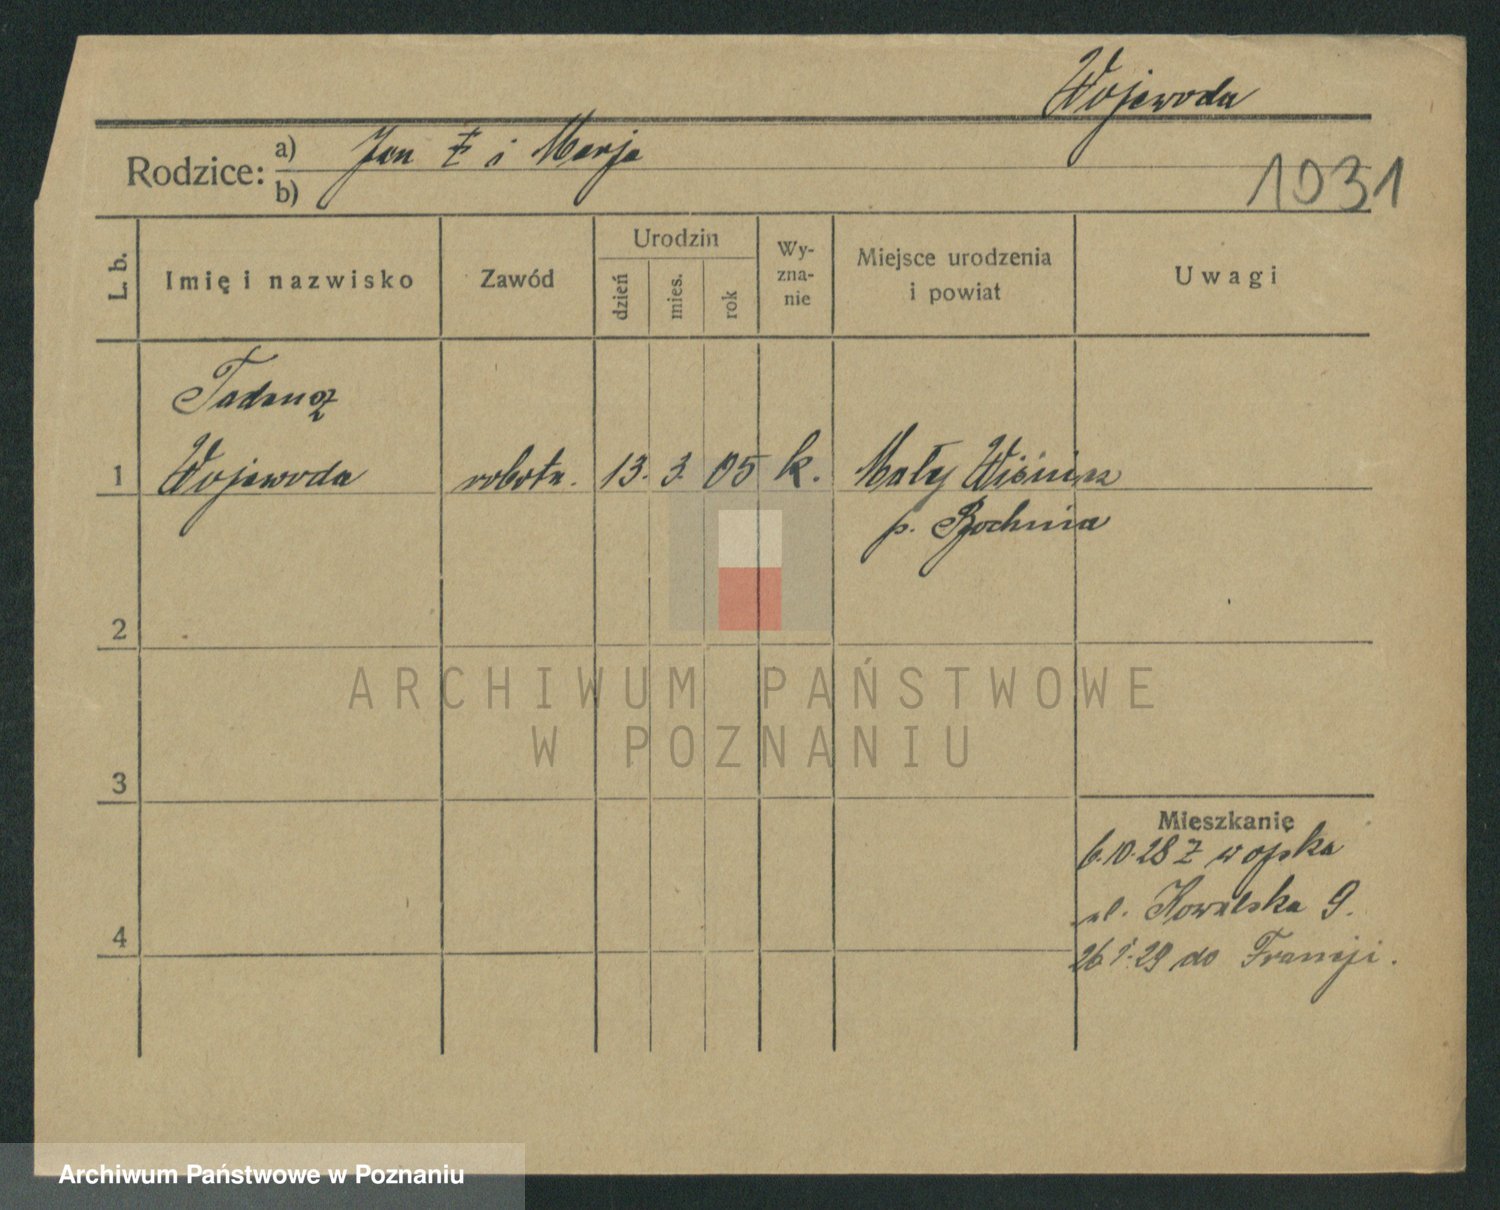 Wojewoda
Rodzice: a) Jan i Marja
b)
1031
L. b.
Imię i nazwisko
Zawód
Urodzin
dzień
mies.
rok
Wy-
zna-
nie
Miejsce urodzenia
i powiat
Uwagi
Tadeusz
1 Wojewoda robotn. 13. 3. 05 k. Mały Wiśnicz
p. Bochnia
2
ARCHIWUM PAŃSTWOWE
W POZNANIU
3
Mieszkanie
6.10.28 z wojska
ul. Kowalska 9.
4
26 29 do Francji.
Archiwum Państwowe w Poznaniu